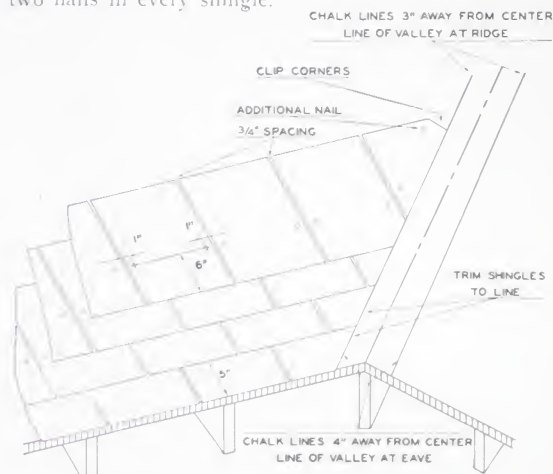 two nails in every shingle.
CHALK LINES 3" AWAY FROM CENTER
LINE OF VALLEY AT RIDGE
CLIP CORNERS
ADDITIONAL NAIL
3/4" SPACING
1"
1"
6"
TRIM SHINGLES
TO LINE
5"
CHALK LINES 4" AWAY FROM CENTER
LINE OF VALLEY AT EAVE